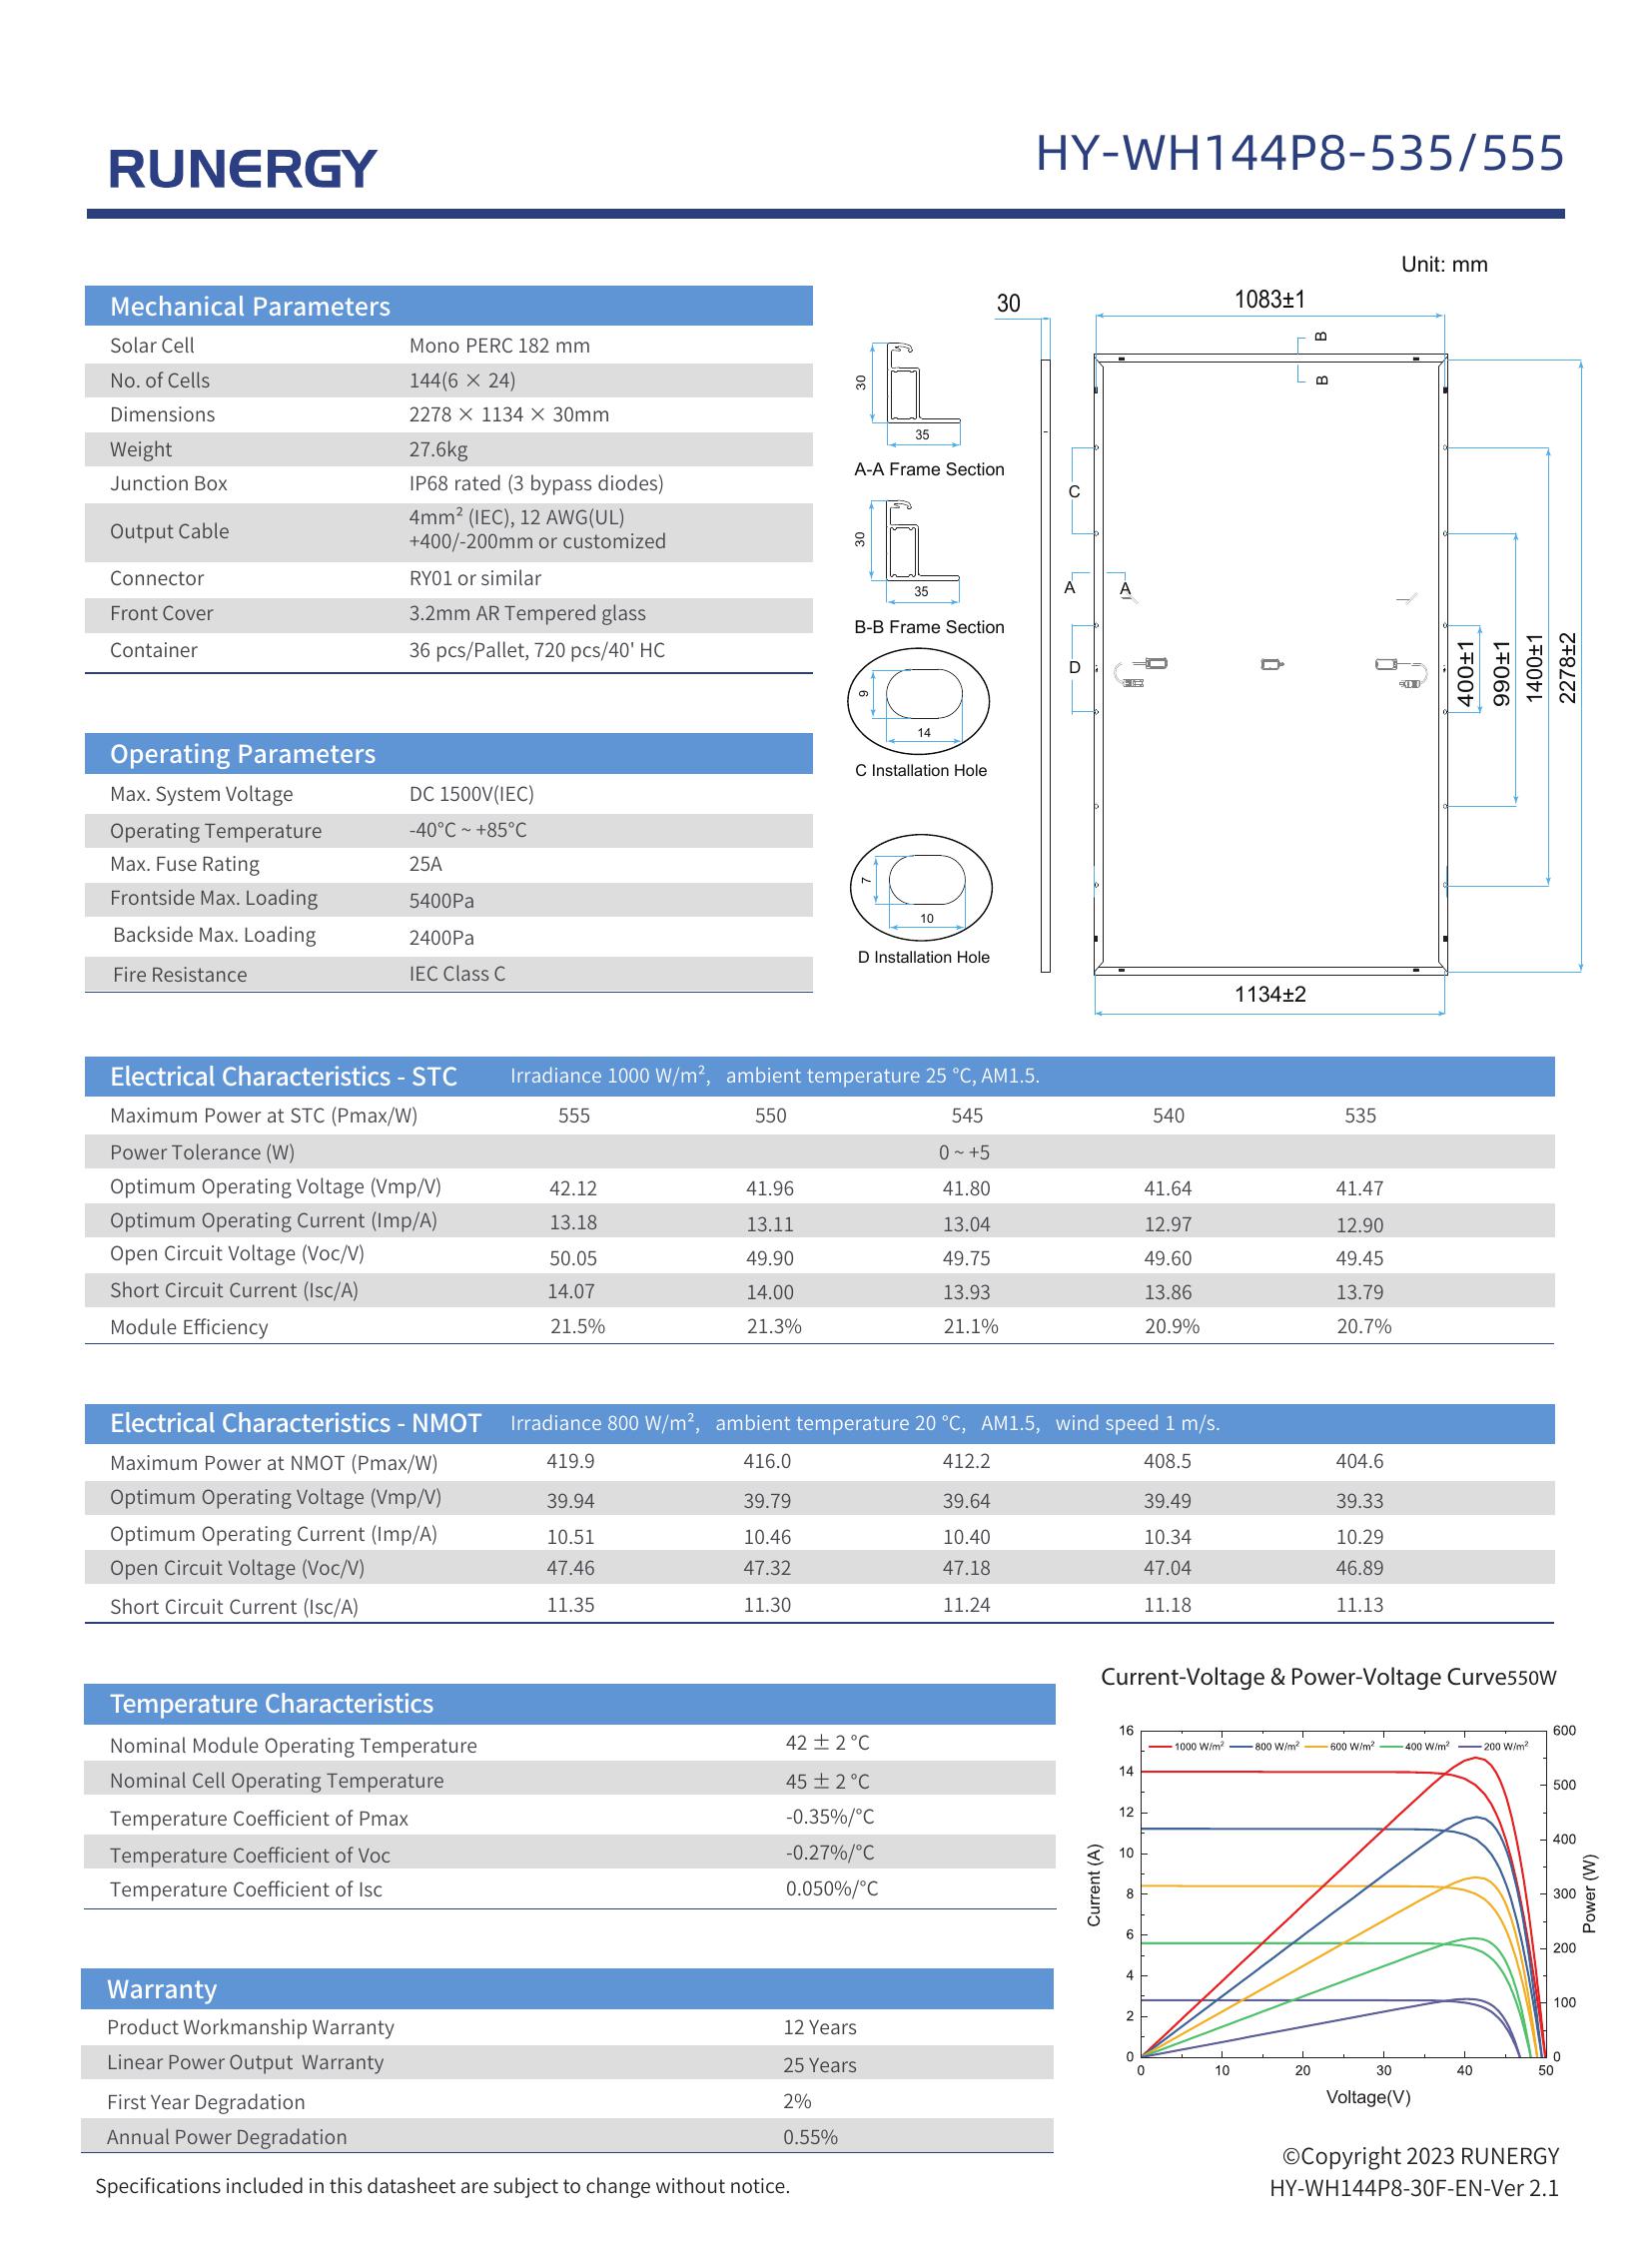 RUNERGY
HY-WH144P8-535/555
Mechanical Parameters
Solar Cell Mono PERC 182 mm
No. of Cells 144(6 × 24)
Dimensions 2278 × 1134 × 30mm
Weight 27.6kg
Junction Box IP68 rated (3 bypass diodes)
Output Cable 4mm² (IEC), 12 AWG(UL)
+400/-200mm or customized
Connector RY01 or similar
Front Cover 3.2mm AR Tempered glass
Container 36 pcs/Pallet, 720 pcs/40' HC
Operating Parameters
Max. System Voltage DC 1500V(IEC)
Operating Temperature -40°C ~ +85°C
Max. Fuse Rating 25A
Frontside Max. Loading 5400Pa
Backside Max. Loading 2400Pa
Fire Resistance IEC Class C
Unit: mm
30
1083±1
B
B
30
35
A-A Frame Section
30
35
B-B Frame Section
9
14
C Installation Hole
7
10
D Installation Hole
C
A A
D
400±1
990±1
1400±1
2278±2
1134±2
Electrical Characteristics - STC Irradiance 1000 W/m², ambient temperature 25 °C, AM1.5.
Maximum Power at STC (Pmax/W) 555 550 545 540 535
Power Tolerance (W) 0 ~ +5
Optimum Operating Voltage (Vmp/V) 42.12 41.96 41.80 41.64 41.47
Optimum Operating Current (Imp/A) 13.18 13.11 13.04 12.97 12.90
Open Circuit Voltage (Voc/V) 50.05 49.90 49.75 49.60 49.45
Short Circuit Current (Isc/A) 14.07 14.00 13.93 13.86 13.79
Module Efficiency 21.5% 21.3% 21.1% 20.9% 20.7%
Electrical Characteristics - NMOT Irradiance 800 W/m², ambient temperature 20 °C, AM1.5, wind speed 1 m/s.
Maximum Power at NMOT (Pmax/W) 419.9 416.0 412.2 408.5 404.6
Optimum Operating Voltage (Vmp/V) 39.94 39.79 39.64 39.49 39.33
Optimum Operating Current (Imp/A) 10.51 10.46 10.40 10.34 10.29
Open Circuit Voltage (Voc/V) 47.46 47.32 47.18 47.04 46.89
Short Circuit Current (Isc/A) 11.35 11.30 11.24 11.18 11.13
Temperature Characteristics
Nominal Module Operating Temperature 42 ± 2 °C
Nominal Cell Operating Temperature 45 ± 2 °C
Temperature Coefficient of Pmax -0.35%/°C
Temperature Coefficient of Voc -0.27%/°C
Temperature Coefficient of Isc 0.050%/°C
Warranty
Product Workmanship Warranty 12 Years
Linear Power Output Warranty 25 Years
First Year Degradation 2%
Annual Power Degradation 0.55%
Current-Voltage & Power-Voltage Curve550W
1000 W/m² 800 W/m² 600 W/m² 400 W/m² 200 W/m²
16
14
12
10
8
6
4
2
0
Current (A)
600
500
400
300
200
100
0
Power (W)
0 10 20 30 40 50
Voltage(V)
Specifications included in this datasheet are subject to change without notice.
©Copyright 2023 RUNERGY
HY-WH144P8-30F-EN-Ver 2.1